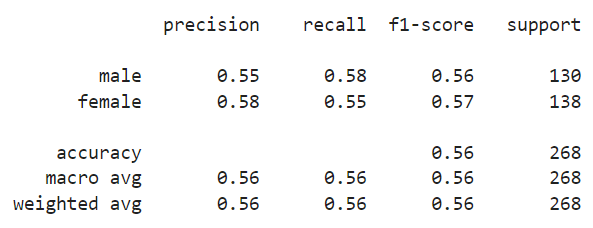 precision recall f1-score support
male 0.55 0.58 0.56 130
female 0.58 0.55 0.57 138
accuracy 0.56 268
macro avg 0.56 0.56 0.56 268
weighted avg 0.56 0.56 0.56 268